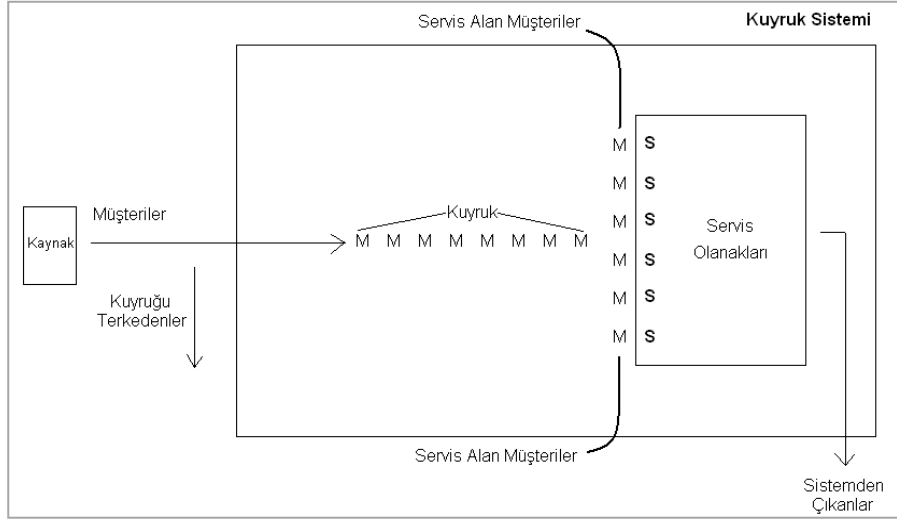 Servis Alan Müşteriler
Kuyruk Sistemi
M S
M S
Müşteriler
Kuyruk
M S
Kaynak
M M M M M M M M
Servis
Olanakları
M S
Kuyruğu
Terkedenler
M S
M S
Servis Alan Müşteriler
Sistemden
Çıkanlar